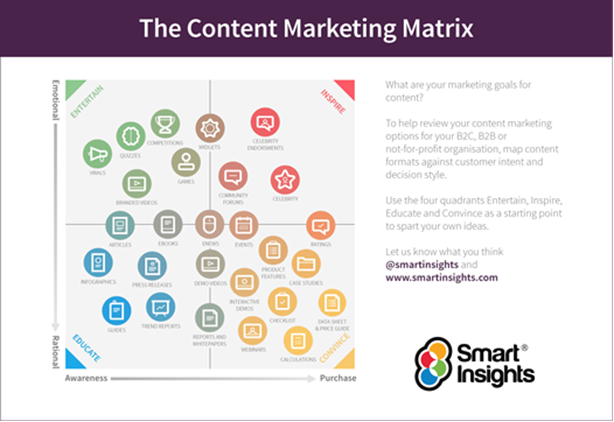 The Content Marketing Matrix
Emotional
Rational
ENTERTAIN
INSPIRE
COMPETITIONS
WIDGETS
CELEBRITY
ENDORSMENTS
QUIZZES
VIRALS
GAMES
BRANDED VIDEOS
COMMUNITY
FORUMS
CELEBRITY
ARTICLES
EBOOKS
ENEWS
EVENTS
RATINGS
INFOGRAPHICS
PRESS RELEASES
DEMO VIDEOS
PRODUCT
FEATURES
CASE STUDIES
INTERACTIVE
DEMOS
GUIDES
TREND REPORTS
REPORTS AND
WHITEPAPERS
CHECKLIST
DATA SHEET
& PRICE GUIDE
WEBINARS
CALCULATIONS
EDUCATE
CONVINCE
Awareness
Purchase
What are your marketing goals for
content?
To help review your content marketing
options for your B2C, B2B or
not-for-profit organisation, map content
formats against customer intent and
decision style.
Use the four quadrants Entertain, Inspire,
Educate and Convince as a starting point
to spart your own ideas.
Let us know what you think
@smartinsights and
www.smartinsights.com
Smart®
Insights